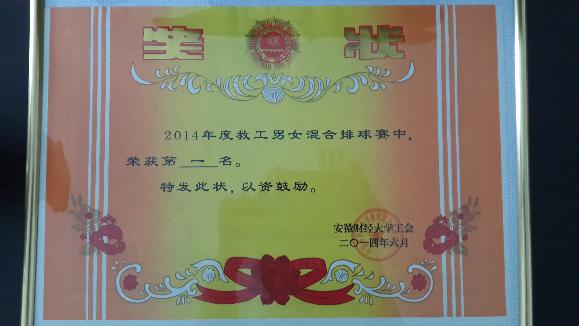 奖 状
2014年度教工男女混合排球赛中,
荣获第 一 名。
特发此状,以资鼓励。
安徽财经大学工会
二〇一四年六月